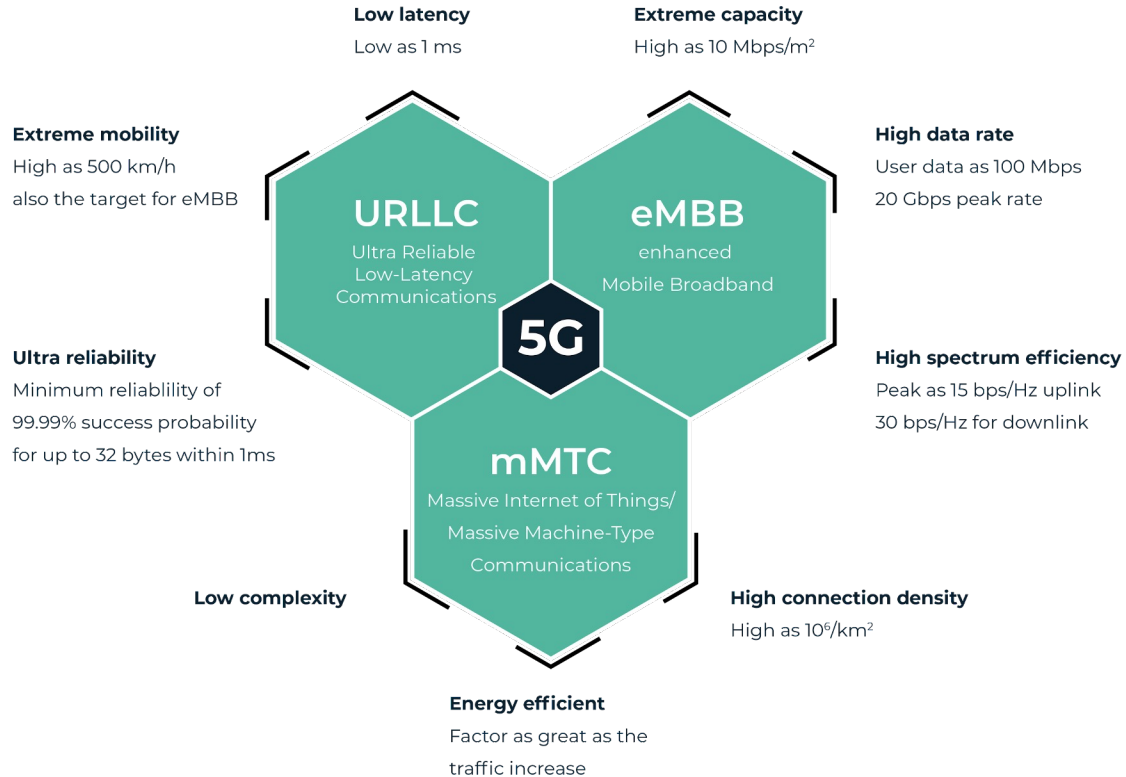 Low latency
Low as 1 ms
Extreme capacity
High as 10 Mbps/m²
Extreme mobility
High as 500 km/h
also the target for eMBB
High data rate
User data as 100 Mbps
20 Gbps peak rate
URLLC
Ultra Reliable
Low-Latency
Communications
eMBB
enhanced
Mobile Broadband
5G
Ultra reliability
Minimum reliablility of
99.99% success probability
for up to 32 bytes within 1ms
High spectrum efficiency
Peak as 15 bps/Hz uplink
30 bps/Hz for downlink
mMTC
Massive Internet of Things/
Massive Machine-Type
Communications
Low complexity
High connection density
High as 10⁶/km²
Energy efficient
Factor as great as the
traffic increase